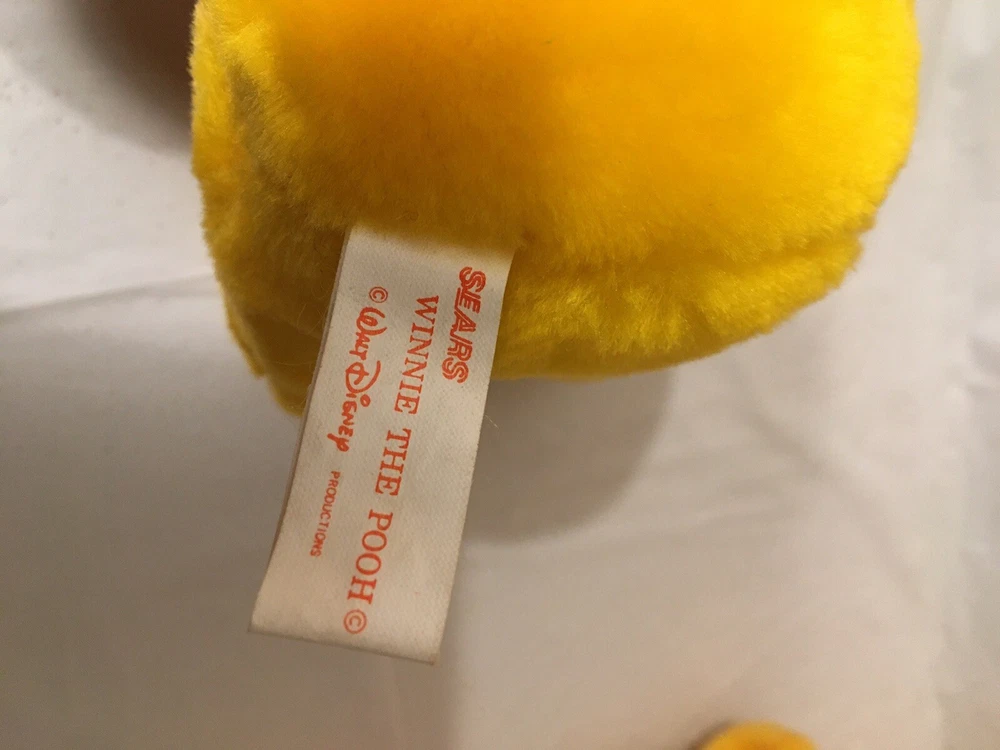 SEARS
WINNIE THE POOH ©
© WALT DISNEY PRODUCTIONS